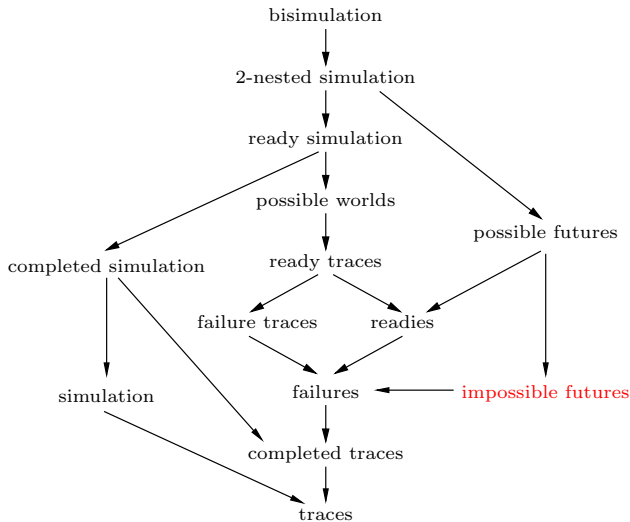 bisimulation
2-nested simulation
ready simulation
possible worlds
possible futures
completed simulation
ready traces
failure traces
readies
simulation
failures
impossible futures
completed traces
traces